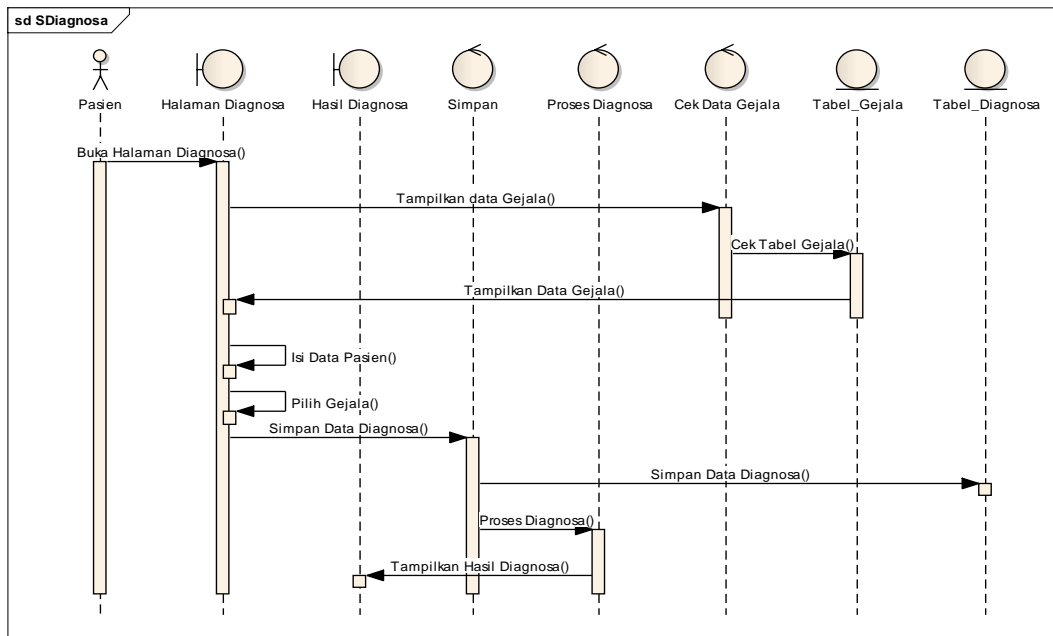 sd SDiagnosa
Pasien
Halaman Diagnosa
Hasil Diagnosa
Simpan
Proses Diagnosa
Cek Data Gejala
Tabel_Gejala
Tabel_Diagnosa
Buka Halaman Diagnosa()
Tampilkan data Gejala()
Cek Tabel Gejala()
Tampilkan Data Gejala()
Isi Data Pasien()
Pilih Gejala()
Simpan Data Diagnosa()
Simpan Data Diagnosa()
Proses Diagnosa()
Tampilkan Hasil Diagnosa()